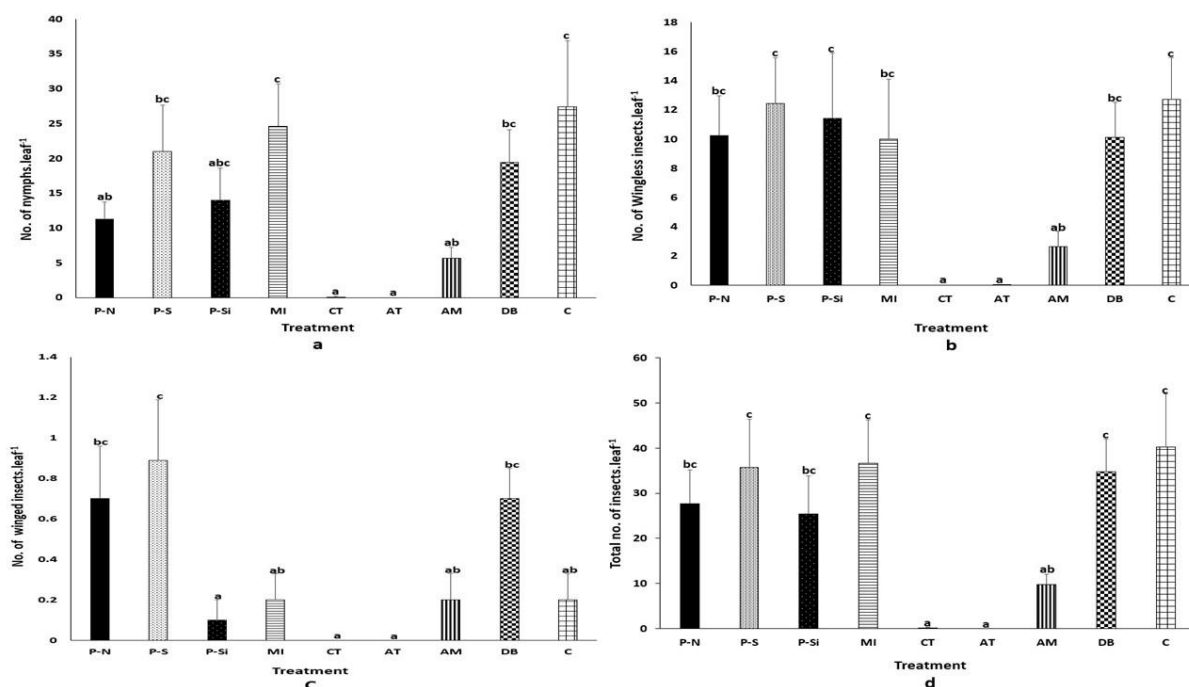 No. of nymphs.leaf-1
40
35
30
25
20
15
10
5
0
ab
bc
abc
c
a
a
ab
bc
c
P-N P-S P-Si MI CT AT AM DB C
Treatment
a
No. of Wingless insects.leaf-1
18
16
14
12
10
8
6
4
2
0
bc
c
c
bc
a
a
ab
bc
c
P-N P-S P-Si MI CT AT AM DB C
Treatment
b
No. of winged insects.leaf-1
1.4
1.2
1
0.8
0.6
0.4
0.2
0
bc
c
a
ab
a
a
ab
bc
ab
P-N P-S P-Si MI CT AT AM DB C
Treatment
C
Total no. of insects.leaf-1
60
50
40
30
20
10
0
bc
c
bc
c
a
a
ab
c
c
P-N P-S P-Si MI CT AT AM DB C
Treatment
d